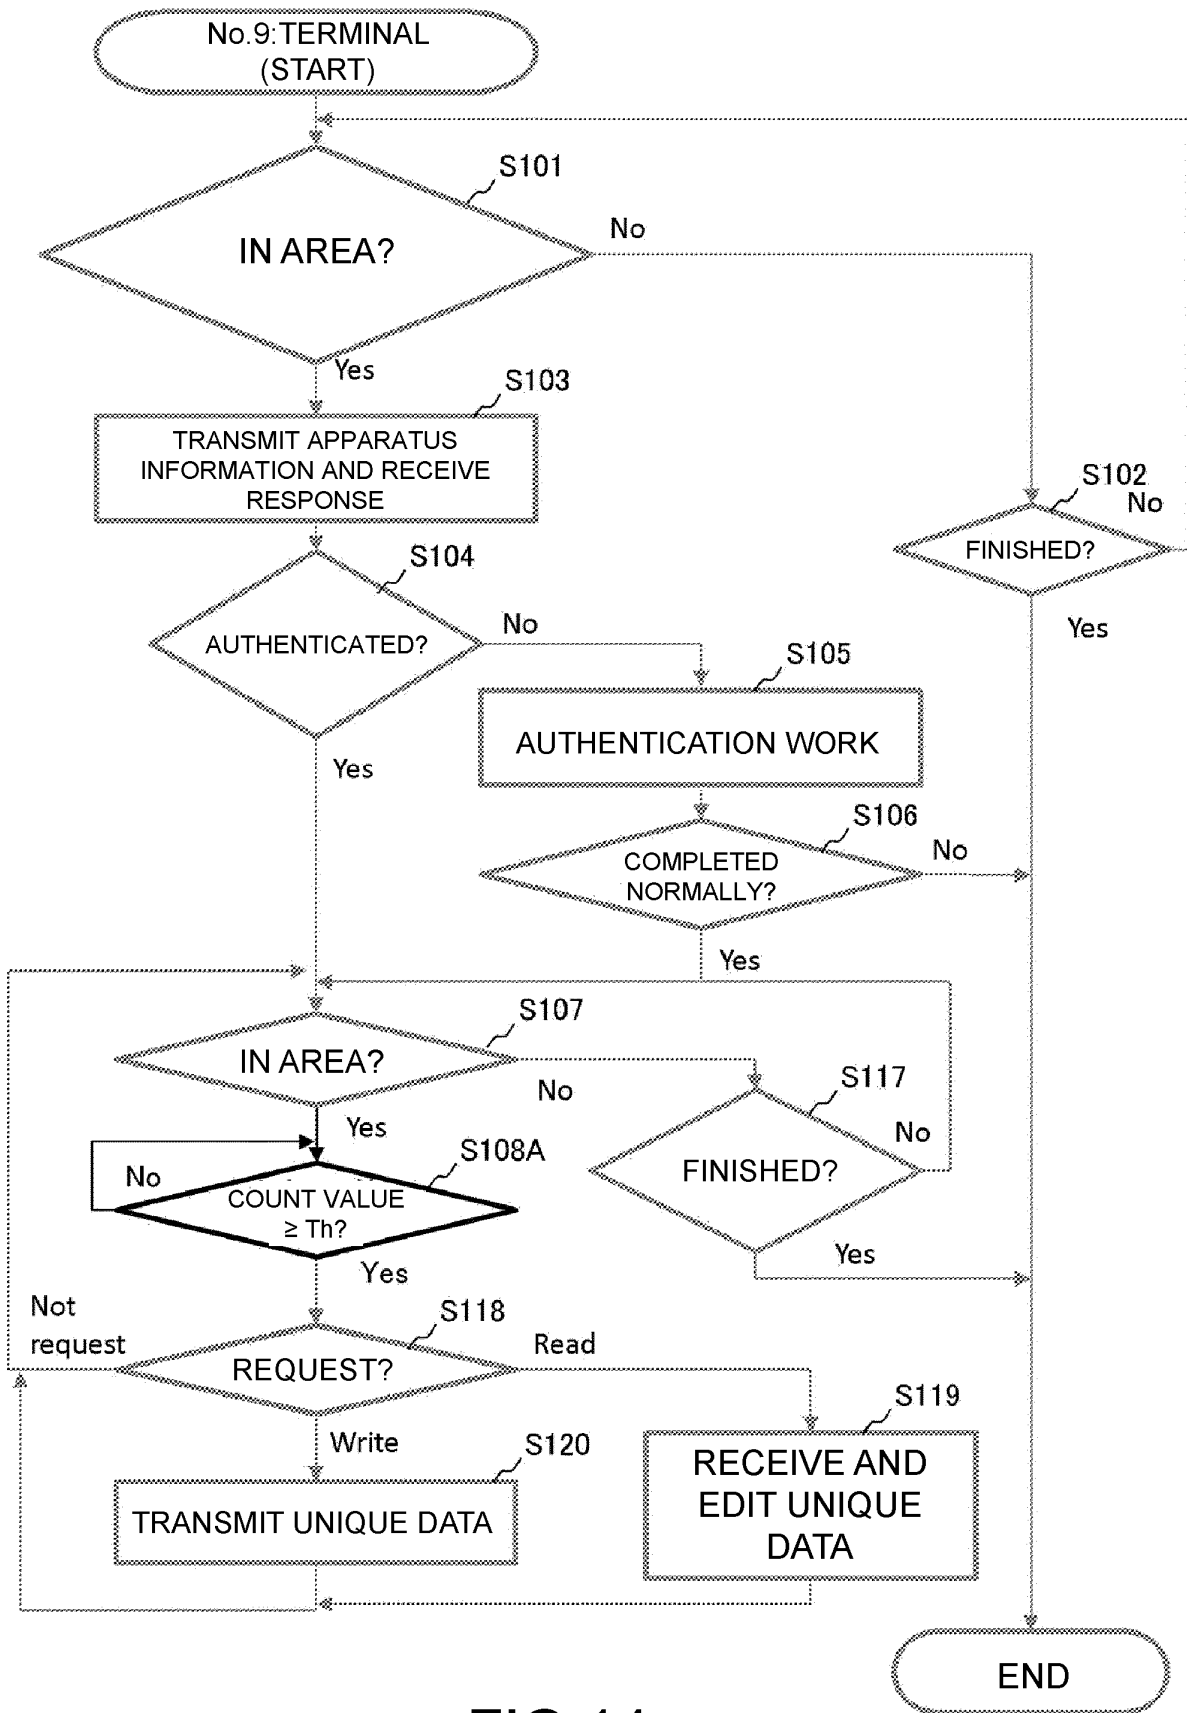 No.9:TERMINAL
(START)
S101
IN AREA?
No
Yes
S103
TRANSMIT APPARATUS
INFORMATION AND RECEIVE
RESPONSE
S102
No
FINISHED?
Yes
S104
AUTHENTICATED?
No
Yes
S105
AUTHENTICATION WORK
S106
COMPLETED
NORMALLY?
No
Yes
S107
IN AREA?
No
Yes
S117
FINISHED?
No
Yes
S108A
No
COUNT VALUE
≥ Th?
Yes
S118
Not
request
REQUEST?
Read
Write
S119
RECEIVE AND
EDIT UNIQUE
DATA
S120
TRANSMIT UNIQUE DATA
END